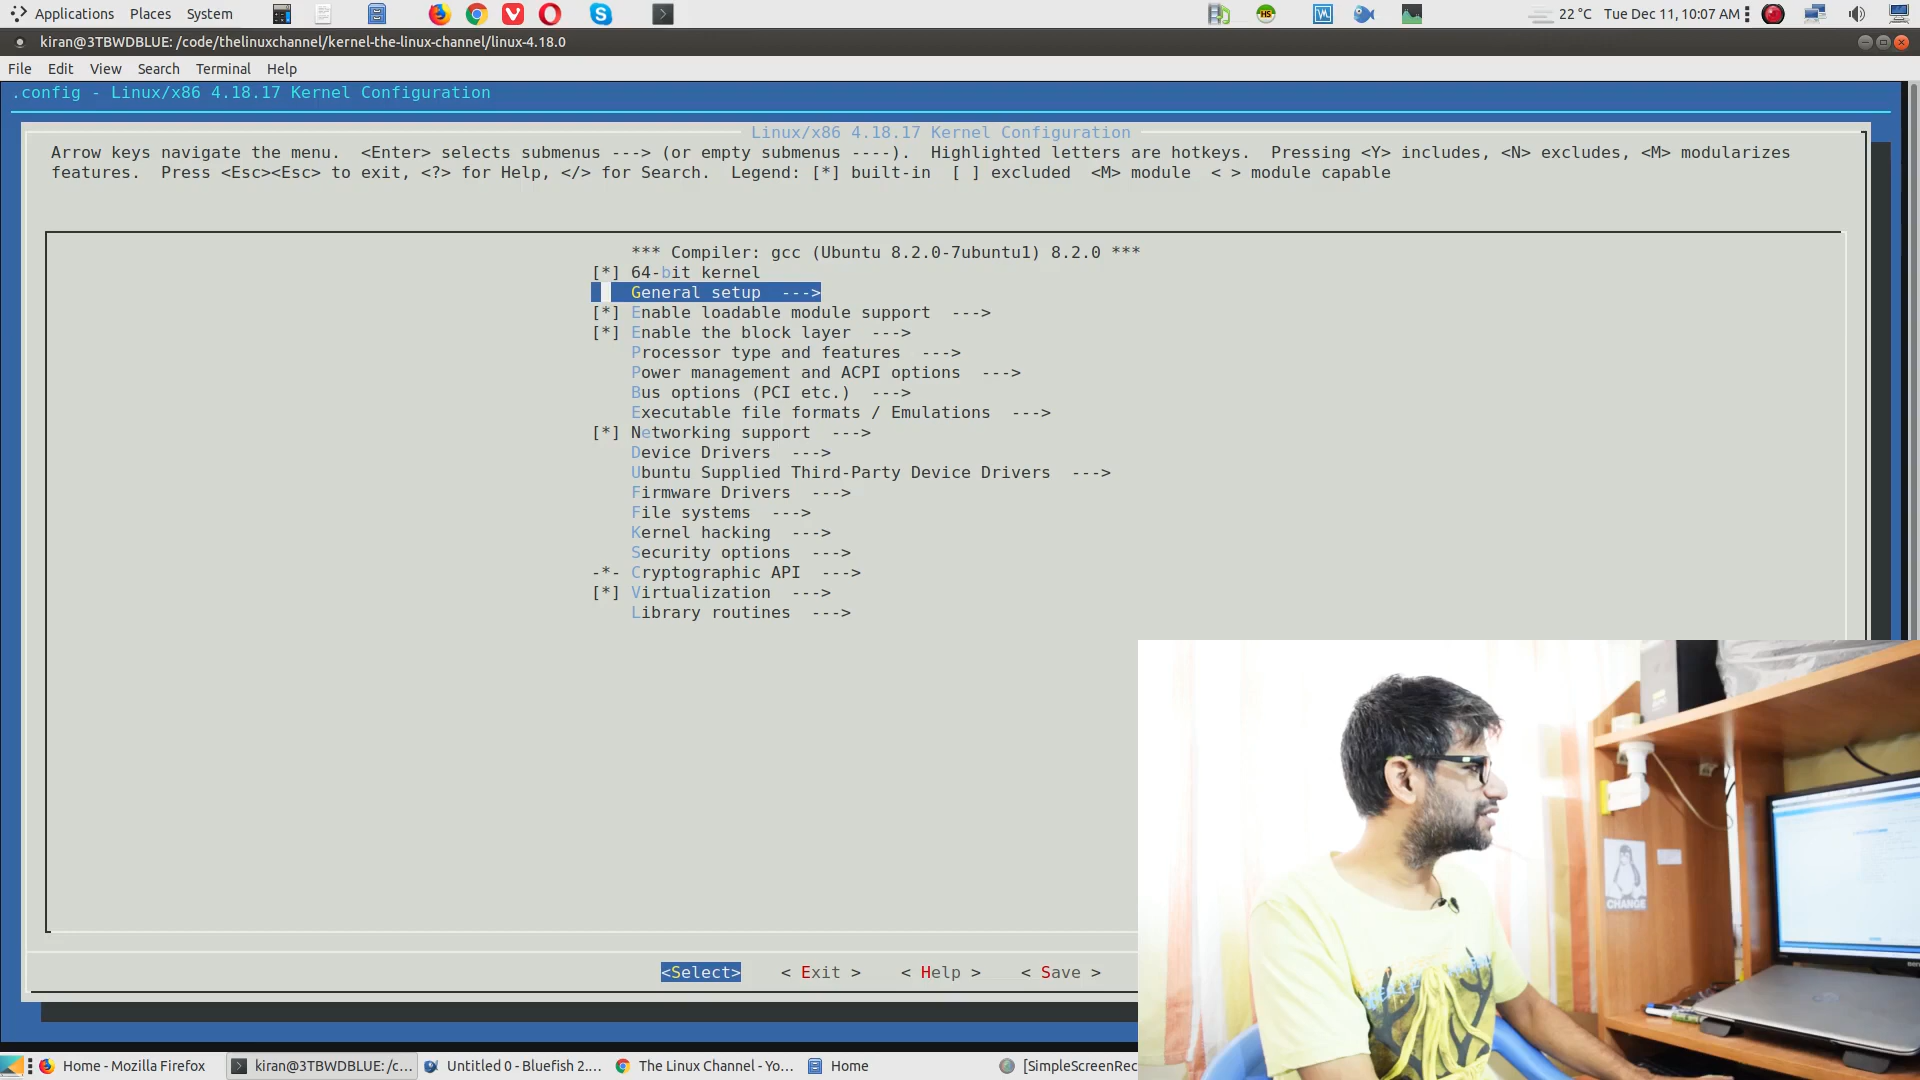 Applications Places System
HS
22 °C Tue Dec 11, 10:07 AM
kiran@3TBWDBLUE: /code/thelinuxchannel/kernel-the-linux-channel/linux-4.18.0
File Edit View Search Terminal Help
.config - Linux/x86 4.18.17 Kernel Configuration
Linux/x86 4.18.17 Kernel Configuration
Arrow keys navigate the menu. <Enter> selects submenus ---> (or empty submenus ----). Highlighted letters are hotkeys. Pressing <Y> includes, <N> excludes, <M> modularizes
features. Press <Esc><Esc> to exit, <?> for Help, </> for Search. Legend: [*] built-in [ ] excluded <M> module < > module capable
*** Compiler: gcc (Ubuntu 8.2.0-7ubuntu1) 8.2.0 ***
[*] 64-bit kernel
General setup --->
[*] Enable loadable module support --->
[*] Enable the block layer --->
Processor type and features --->
Power management and ACPI options --->
Bus options (PCI etc.) --->
Executable file formats / Emulations --->
[*] Networking support --->
Device Drivers --->
Ubuntu Supplied Third-Party Device Drivers --->
Firmware Drivers --->
File systems --->
Kernel hacking --->
Security options --->
-*- Cryptographic API --->
[*] Virtualization --->
Library routines --->
CHANGE
<Select> < Exit > < Help > < Save >
Home - Mozilla Firefox kiran@3TBWDBLUE: /c... Untitled 0 - Bluefish 2.... The Linux Channel - Yo... Home [SimpleScreenRec